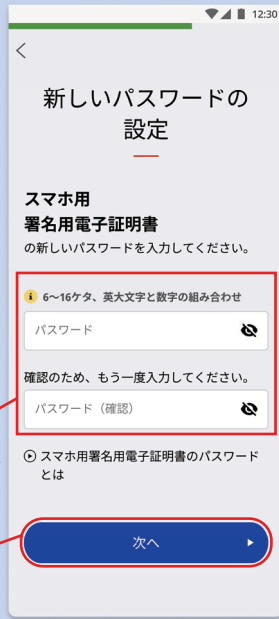 12:30
新しいパスワードの
設定
スマホ用
署名用電子証明書
の新しいパスワードを入力してください。
6〜16ケタ、英大文字と数字の組み合わせ
パスワード
確認のため、もう一度入力してください。
パスワード（確認）
スマホ用署名用電子証明書のパスワード
とは
次へ